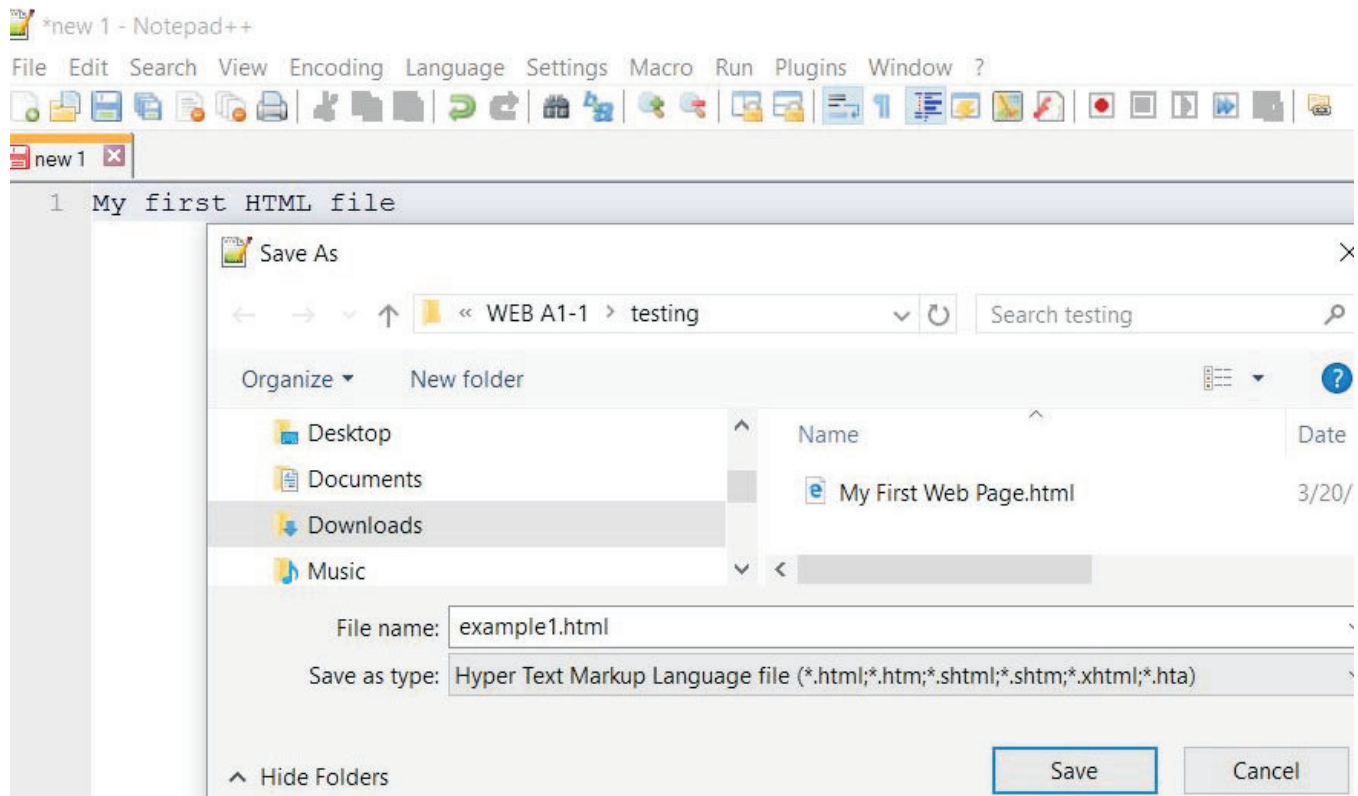 *new 1 - Notepad++
File Edit Search View Encoding Language Settings Macro Run Plugins Window ?
new 1
1 My first HTML file
Save As
« WEB A1-1 > testing
Search testing
Organize
New folder
Desktop
Documents
Downloads
Music
Name
Date
My First Web Page.html
3/20/
File name: example1.html
Save as type: Hyper Text Markup Language file (*.html;*.htm;*.shtml;*.shtm;*.xhtml;*.hta)
Hide Folders
Save
Cancel